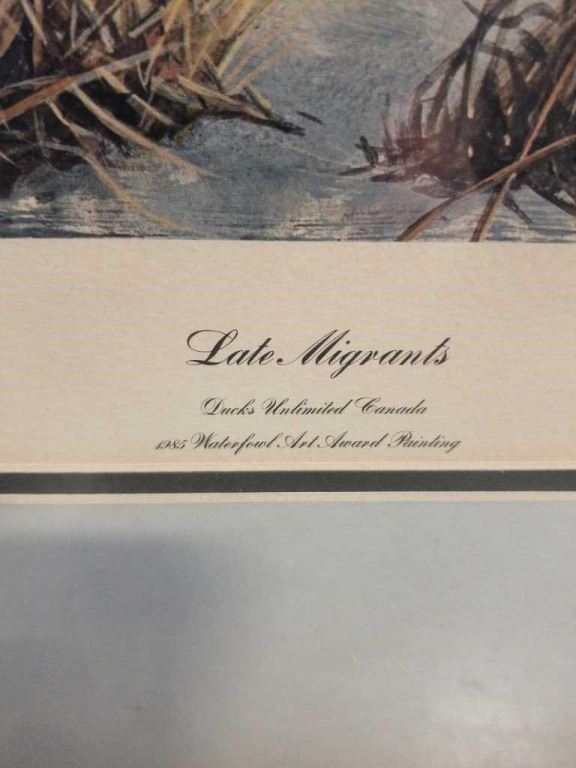 Late Migrants
Ducks Unlimited Canada
1985 Waterfowl Art Award Painting